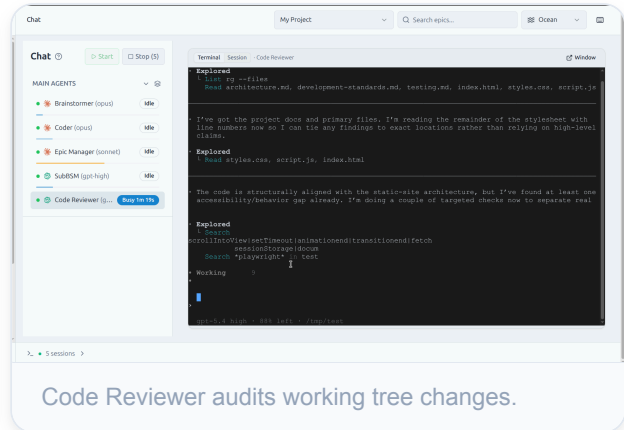 Chat
My Project
Search epics...
Ocean
Chat
Start
Stop (5)
MAIN AGENTS
Brainstormer (opus)
Idle
Coder (opus)
Idle
Epic Manager (sonnet)
Idle
SubBSM (gpt-high)
Idle
Code Reviewer (g...
Busy 1m 19s
Terminal Session · Code Reviewer
Window
• Explored
└ List rg --files
Read architecture.md, development-standards.md, testing.md, index.html, styles.css, script.js
• I've got the project docs and primary files. I'm reading the remainder of the stylesheet with
line numbers now so I can tie any findings to exact locations rather than relying on high-level
claims.
• Explored
└ Read styles.css, script.js, index.html
• The code is structurally aligned with the static-site architecture, but I've found at least one
accessibility/behavior gap already. I'm doing a couple of targeted checks now to separate real
• Explored
└ Search
scrollIntoView|setTimeout|animationend|transitionend|fetch
sessionStorage|docum
Search *playwright* in test
• Working 9
gpt-5.4 high · 88% left · /tmp/test
5 sessions
Code Reviewer audits working tree changes.